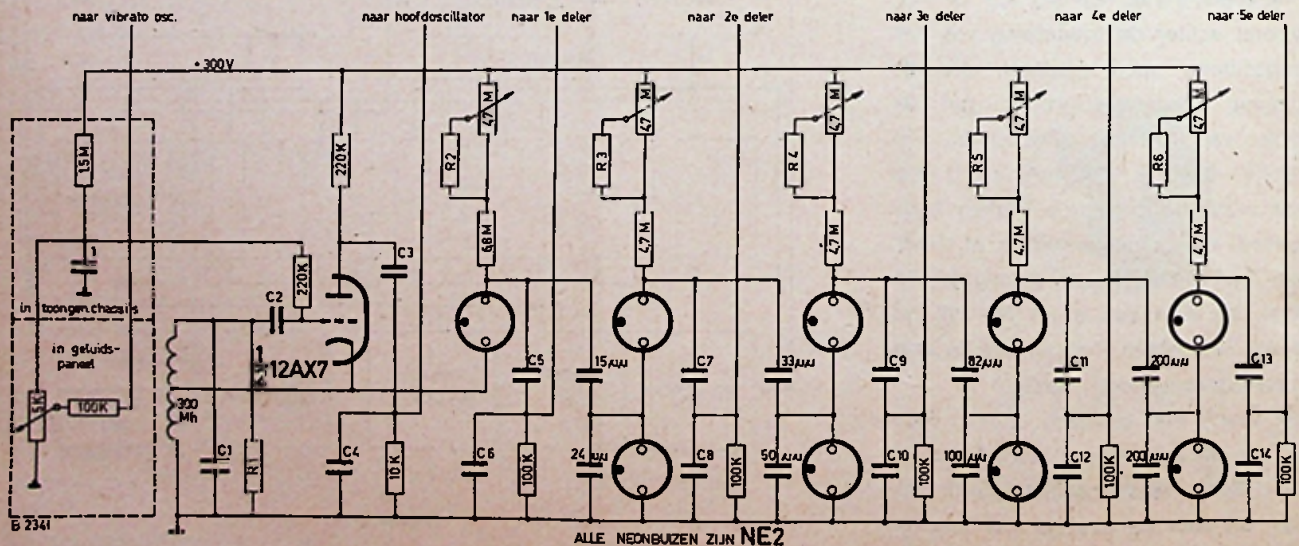 naar vibrato osc.
naar hoofdoscillator
naar 1e deler
naar 2e deler
naar 3e deler
naar 4e deler
naar 5e deler
+300V
1,5M
220K
47 M
R2
6,8M
47 M
R3
4,7M
47 M
R4
4,7M
47 M
R5
4,7M
47 M
R6
4,7M
1
220K
C3
C2
in toongen.chassis
in geluids-
paneel
5K
100K
12AX7
300
Mh
C1
R1
C4
10K
C5
C6
100K
15µµ
24µµ
C7
C8
100K
33µµ
50µµ
C9
C10
100K
82µµ
100µµ
C11
C12
100K
200µµ
200µµ
C13
C14
100K
B 2341
ALLE NEONBUIZEN ZIJN NE2